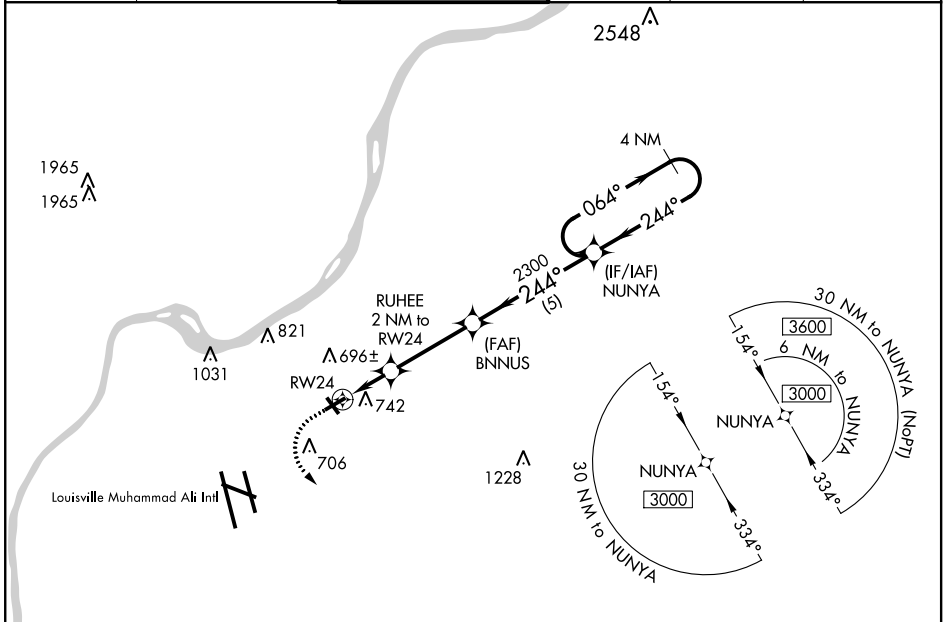 2548
4 NM
1965
1965
064°
244°
2300
244°
(5)
(IF/IAF)
NUNYA
RUHEE
2 NM to
RW24
(FAF)
BNNUS
821
1031
696±
RW24
742
706
1228
Louisville Muhammad Ali Intl
30 NM to NUNYA (NoPT)
154°
3600
6 NM to NUNYA
3000
NUNYA
334°
154°
NUNYA
3000
334°
30 NM to NUNYA